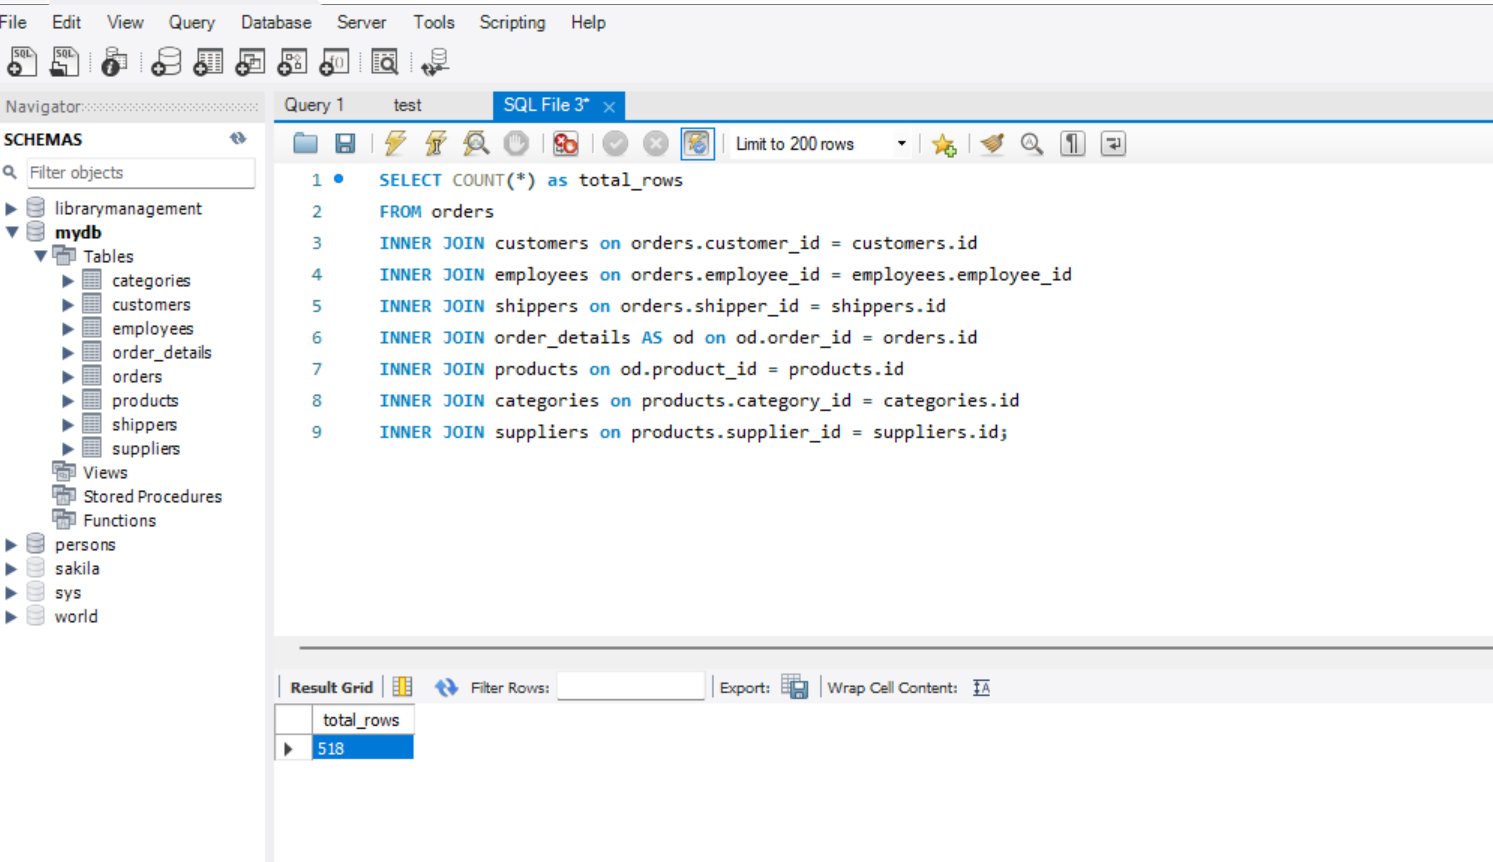 File Edit View Query Database Server Tools Scripting Help
SQL SQL
Navigator
SCHEMAS
Filter objects
librarymanagement
mydb
Tables
categories
customers
employees
order_details
orders
products
shippers
suppliers
Views
Stored Procedures
Functions
persons
sakila
sys
world
Query 1 test SQL File 3*
Limit to 200 rows
1 SELECT COUNT(*) as total_rows
2 FROM orders
3 INNER JOIN customers on orders.customer_id = customers.id
4 INNER JOIN employees on orders.employee_id = employees.employee_id
5 INNER JOIN shippers on orders.shipper_id = shippers.id
6 INNER JOIN order_details AS od on od.order_id = orders.id
7 INNER JOIN products on od.product_id = products.id
8 INNER JOIN categories on products.category_id = categories.id
9 INNER JOIN suppliers on products.supplier_id = suppliers.id;
Result Grid Filter Rows: Export: Wrap Cell Content:
total_rows
518